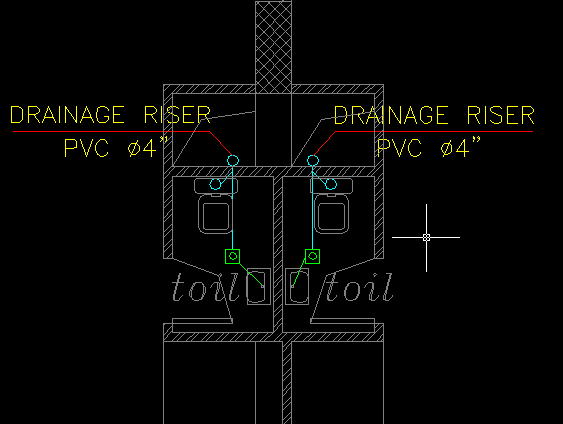 DRAINAGE RISER
PVC ø4”
DRAINAGE RISER
PVC ø4”
toil
toil